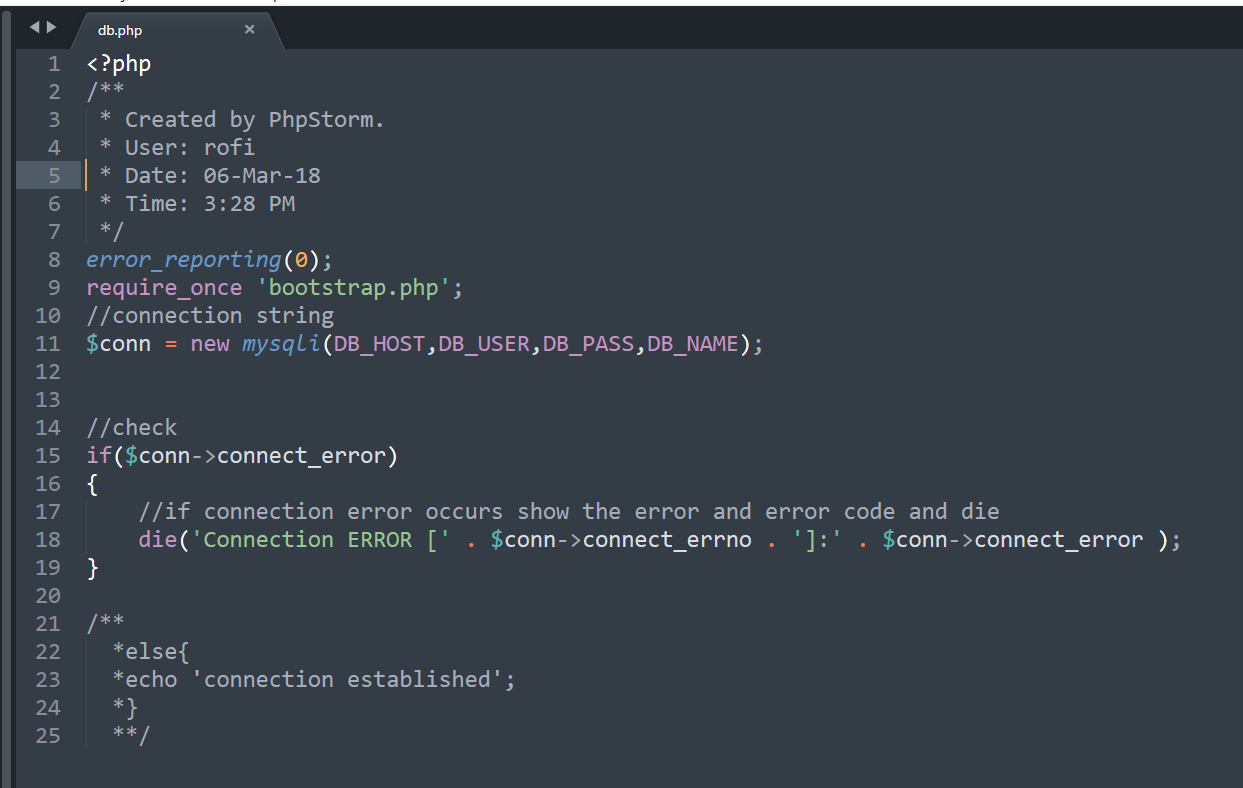 db.php ×
1 <?php
2 /**
3  * Created by PhpStorm.
4  * User: rofi
5  * Date: 06-Mar-18
6  * Time: 3:28 PM
7  */
8 error_reporting(0);
9 require_once 'bootstrap.php';
10 //connection string
11 $conn = new mysqli(DB_HOST,DB_USER,DB_PASS,DB_NAME);
12
13
14 //check
15 if($conn->connect_error)
16 {
17     //if connection error occurs show the error and error code and die
18     die('Connection ERROR [' . $conn->connect_errno . ']:' . $conn->connect_error );
19 }
20
21 /**
22   *else{
23   *echo 'connection established';
24   *}
25   **/